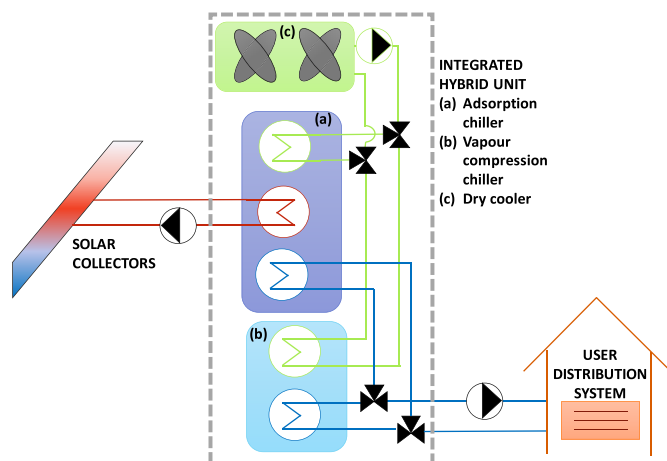 (c)
INTEGRATED
HYBRID UNIT
(a) Adsorption
chiller
(b) Vapour
compression
chiller
(c) Dry cooler
(a)
SOLAR
COLLECTORS
(b)
USER
DISTRIBUTION
SYSTEM